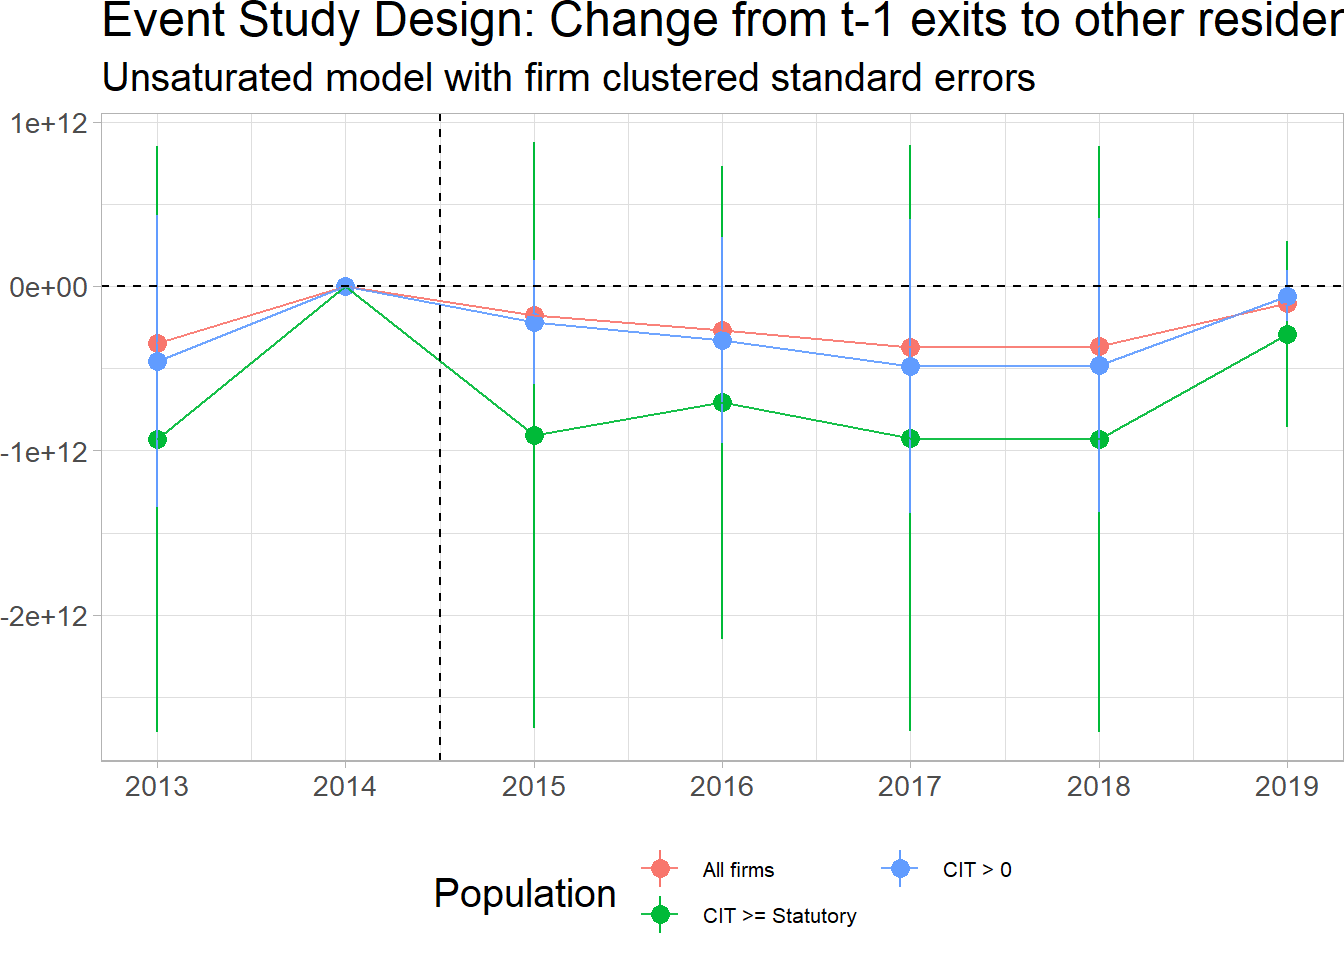 Event Study Design: Change from t-1 exits to other
Unsaturated model with firm clustered standard errors
1e+12
0e+00
-1e+12
-2e+12
2013 2014 2015 2016 2017 2018 2019
Population
All firms
CIT >= Statutory
CIT > 0